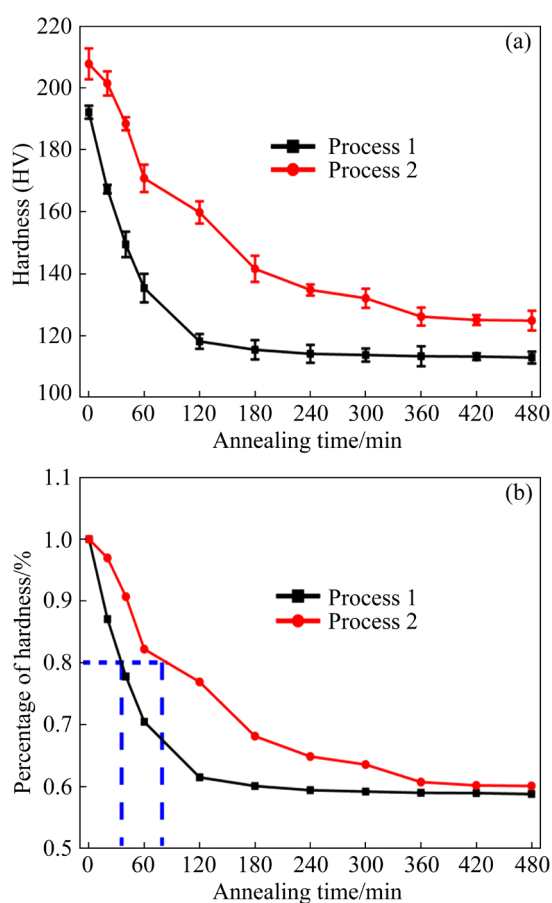 (a)
220
200
180
160
140
120
100
Hardness (HV)
Process 1
Process 2
0 60 120 180 240 300 360 420 480
Annealing time/min
(b)
1.1
1.0
0.9
0.8
0.7
0.6
0.5
Percentage of hardness/%
Process 1
Process 2
0 60 120 180 240 300 360 420 480
Annealing time/min